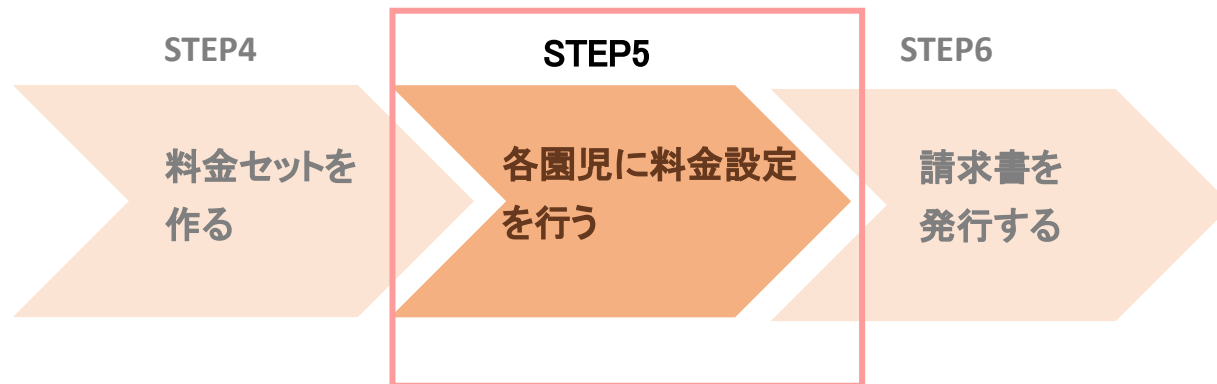 STEP4
料金セットを
作る
STEP5
各園児に料金設定
を行う
STEP6
請求書を
発行する